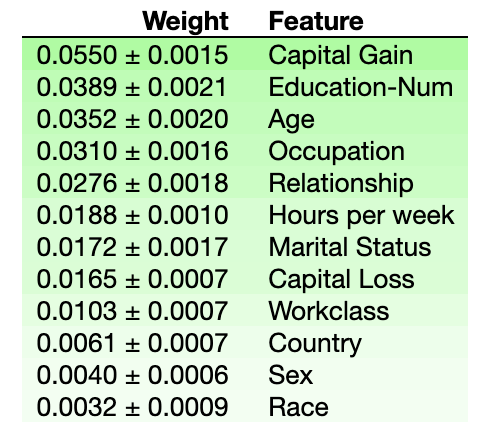 Weight Feature
0.0550 ± 0.0015 Capital Gain
0.0389 ± 0.0021 Education-Num
0.0352 ± 0.0020 Age
0.0310 ± 0.0016 Occupation
0.0276 ± 0.0018 Relationship
0.0188 ± 0.0010 Hours per week
0.0172 ± 0.0017 Marital Status
0.0165 ± 0.0007 Capital Loss
0.0103 ± 0.0007 Workclass
0.0061 ± 0.0007 Country
0.0040 ± 0.0006 Sex
0.0032 ± 0.0009 Race